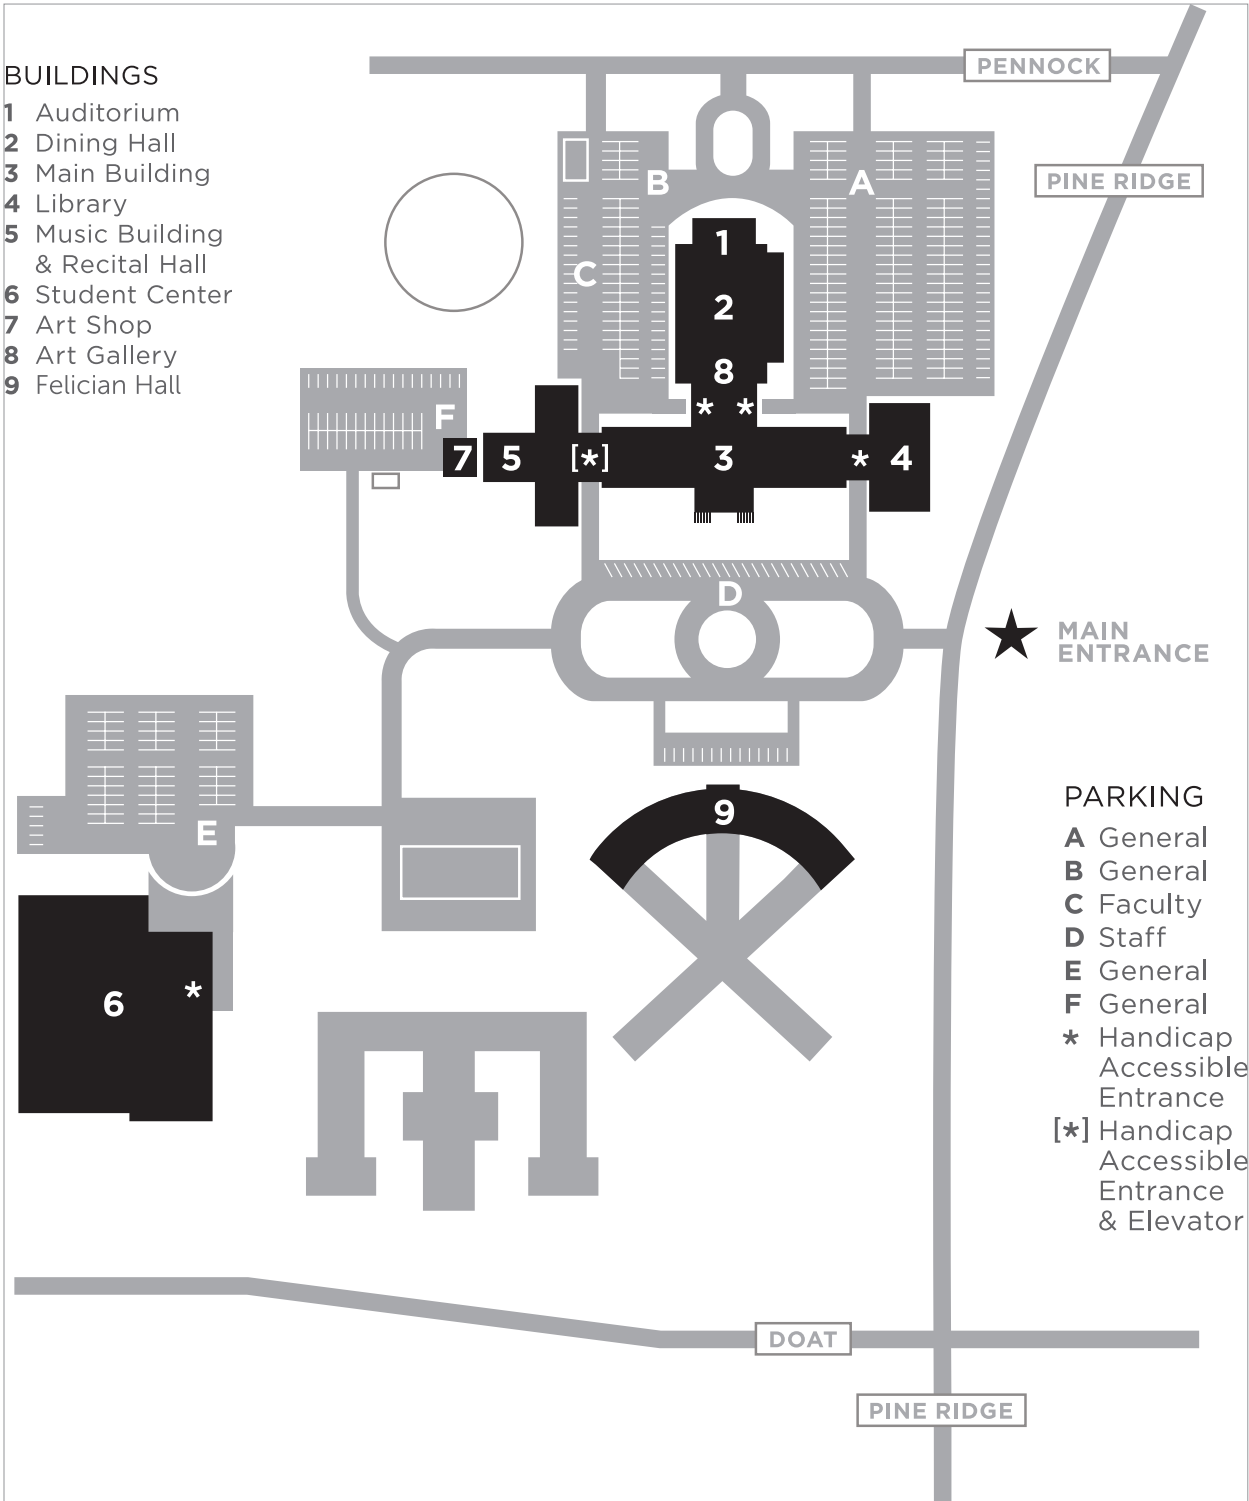 BUILDINGS
1 Auditorium
2 Dining Hall
3 Main Building
4 Library
5 Music Building
& Recital Hall
6 Student Center
7 Art Shop
8 Art Gallery
9 Felician Hall
PENNOCK
PINE RIDGE
B
A
1
C
2
8
* *
F
7
5
[*]
3
*
4
D
MAIN
ENTRANCE
E
9
6
*
PARKING
A General
B General
C Faculty
D Staff
E General
F General
* Handicap
Accessible
Entrance
[*] Handicap
Accessible
Entrance
& Elevator
DOAT
PINE RIDGE